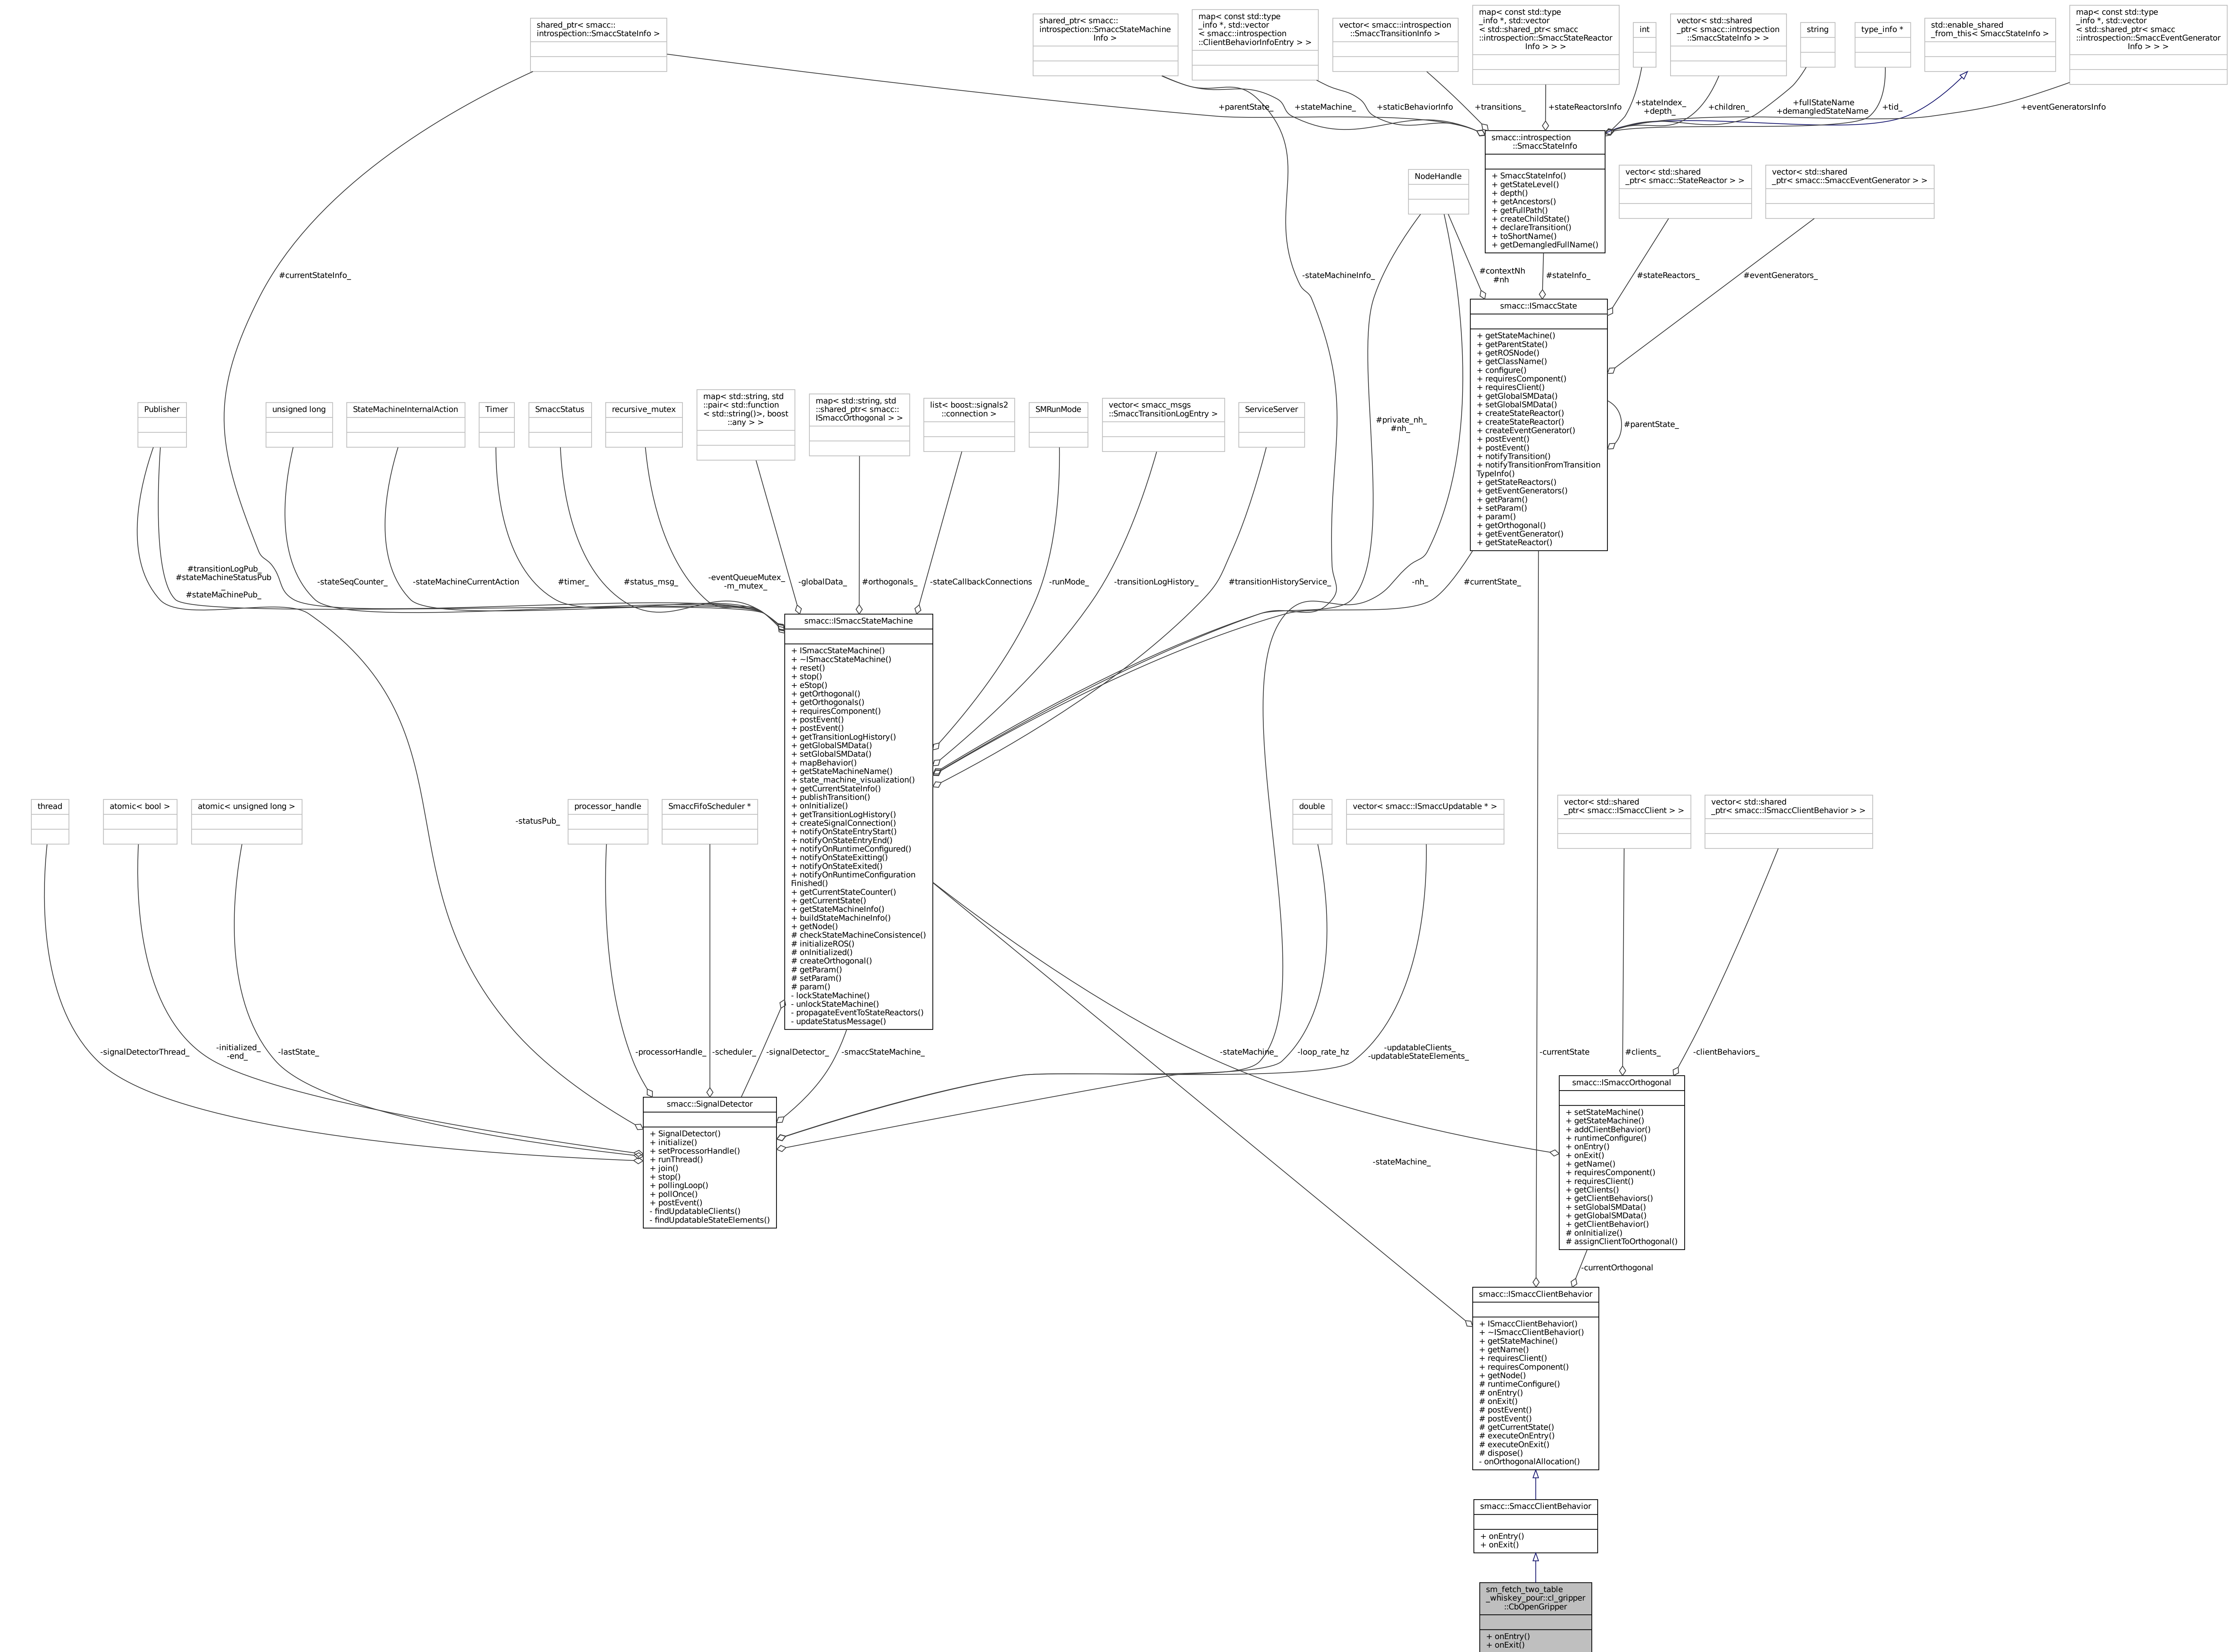 shared_ptr< smacc::
introspection::SmaccStateInfo >
shared_ptr< smacc::
introspection::SmaccStateMachine
Info >
map< const std::type
_info *, std::vector
< smacc::introspection
::ClientBehaviorInfoEntry > >
vector< smacc::introspection
::SmaccTransitionInfo >
map< const std::type
_info *, std::vector
< std::shared_ptr< smacc
::introspection::SmaccStateReactor
Info > > >
int
vector< std::shared
_ptr< smacc::introspection
::SmaccStateInfo > >
string
type_info *
std::enable_shared
_from_this< SmaccStateInfo >
map< const std::type
_info *, std::vector
< std::shared_ptr< smacc
::introspection::SmaccEventGenerator
Info > > >
+parentState_
+stateMachine_
+staticBehaviorInfo
+transitions_
+stateReactorsInfo
+stateIndex_
+depth_
+children_
+fullStateName
+demangledStateName
+tid_
+eventGeneratorsInfo
smacc::introspection
::SmaccStateInfo
+ SmaccStateInfo()
+ getStateLevel()
+ depth()
+ getAncestors()
+ getFullPath()
+ createChildState()
+ declareTransition()
+ toShortName()
+ getDemangledFullName()
NodeHandle
vector< std::shared
_ptr< smacc::StateReactor > >
vector< std::shared
_ptr< smacc::SmaccEventGenerator > >
#currentStateInfo_
-stateMachineInfo_
#contextNh
#nh
#stateInfo_
#stateReactors_
#eventGenerators_
smacc::ISmaccState
+ getStateMachine()
+ getParentState()
+ getROSNode()
+ getClassName()
+ configure()
+ requiresComponent()
+ requiresClient()
+ getGlobalSMData()
+ setGlobalSMData()
+ createStateReactor()
+ createStateReactor()
+ createEventGenerator()
+ postEvent()
+ postEvent()
+ notifyTransition()
+ notifyTransitionFromTransition
TypeInfo()
+ getStateReactors()
+ getEventGenerators()
+ getParam()
+ setParam()
+ param()
+ getOrthogonal()
+ getEventGenerator()
+ getStateReactor()
#parentState_
#private_nh_
#nh_
Publisher
unsigned long
StateMachineInternalAction
Timer
SmaccStatus
recursive_mutex
map< std::string, std
::pair< std::function
< std::string()>, boost
::any > >
map< std::string, std
::shared_ptr< smacc::
ISmaccOrthogonal > >
list< boost::signals2
::connection >
SMRunMode
vector< smacc_msgs
::SmaccTransitionLogEntry >
ServiceServer
#transitionLogPub_
#stateMachineStatusPub
_
#stateMachinePub_
-stateSeqCounter_
-stateMachineCurrentAction
#timer_
#status_msg_
-eventQueueMutex_
-m_mutex_
-globalData_
#orthogonals_
-stateCallbackConnections
-runMode_
-transitionLogHistory_
#transitionHistoryService_
-nh_
#currentState_
smacc::ISmaccStateMachine
+ ISmaccStateMachine()
+ ~ISmaccStateMachine()
+ reset()
+ stop()
+ eStop()
+ getOrthogonal()
+ getOrthogonals()
+ requiresComponent()
+ postEvent()
+ postEvent()
+ getTransitionLogHistory()
+ getGlobalSMData()
+ setGlobalSMData()
+ mapBehavior()
+ getStateMachineName()
+ state_machine_visualization()
+ getCurrentStateInfo()
+ publishTransition()
+ onInitialize()
+ getTransitionLogHistory()
+ createSignalConnection()
+ notifyOnStateEntryStart()
+ notifyOnStateEntryEnd()
+ notifyOnRuntimeConfigured()
+ notifyOnStateExitting()
+ notifyOnStateExited()
+ notifyOnRuntimeConfiguration
Finished()
+ getCurrentStateCounter()
+ getCurrentState()
+ getStateMachineInfo()
+ buildStateMachineInfo()
+ getNode()
# checkStateMachineConsistence()
# initializeROS()
# onInitialized()
# createOrthogonal()
# getParam()
# setParam()
# param()
- lockStateMachine()
- unlockStateMachine()
- propagateEventToStateReactors()
- updateStatusMessage()
thread
atomic< bool >
atomic< unsigned long >
-statusPub_
processor_handle
SmaccFifoScheduler *
double
vector< smacc::ISmaccUpdatable * >
vector< std::shared
_ptr< smacc::ISmaccClient > >
vector< std::shared
_ptr< smacc::ISmaccClientBehavior > >
-signalDetectorThread_
-initialized_
-end_
-lastState_
-processorHandle_
-scheduler_
-signalDetector_
-smaccStateMachine_
-stateMachine_
-loop_rate_hz
-updatableClients_
-updatableStateElements_
-currentState
#clients_
-clientBehaviors_
smacc::SignalDetector
+ SignalDetector()
+ initialize()
+ setProcessorHandle()
+ runThread()
+ join()
+ stop()
+ pollingLoop()
+ pollOnce()
+ postEvent()
- findUpdatableClients()
- findUpdatableStateElements()
smacc::ISmaccOrthogonal
+ setStateMachine()
+ getStateMachine()
+ addClientBehavior()
+ runtimeConfigure()
+ onEntry()
+ onExit()
+ getName()
+ requiresComponent()
+ requiresClient()
+ getClients()
+ getClientBehaviors()
+ setGlobalSMData()
+ getGlobalSMData()
+ getClientBehavior()
# onInitialize()
# assignClientToOrthogonal()
-stateMachine_
-currentOrthogonal
smacc::ISmaccClientBehavior
+ ISmaccClientBehavior()
+ ~ISmaccClientBehavior()
+ getStateMachine()
+ getName()
+ requiresClient()
+ requiresComponent()
+ getNode()
# runtimeConfigure()
# onEntry()
# onExit()
# postEvent()
# postEvent()
# getCurrentState()
# executeOnEntry()
# executeOnExit()
# dispose()
- onOrthogonalAllocation()
smacc::SmaccClientBehavior
+ onEntry()
+ onExit()
sm_fetch_two_table
_whiskey_pour::cl_gripper
::CbOpenGripper
+ onEntry()
+ onExit()